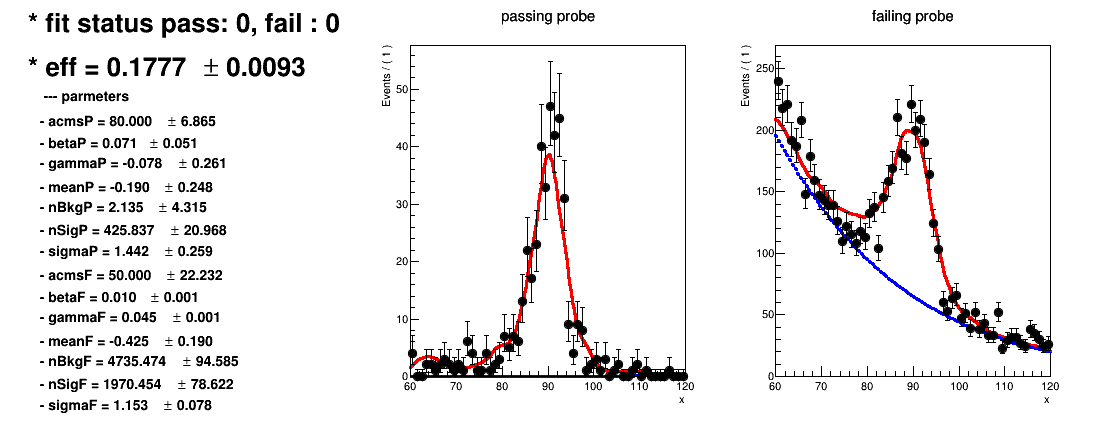 * fit status pass: 0, fail : 0
* eff = 0.1777 ± 0.0093
--- parmeters
- acmsP = 80.000 ± 6.865
- betaP = 0.071 ± 0.051
- gammaP = -0.078 ± 0.261
- meanP = -0.190 ± 0.248
- nBkgP = 2.135 ± 4.315
- nSigP = 425.837 ± 20.968
- sigmaP = 1.442 ± 0.259
- acmsF = 50.000 ± 22.232
- betaF = 0.010 ± 0.001
- gammaF = 0.045 ± 0.001
- meanF = -0.425 ± 0.190
- nBkgF = 4735.474 ± 94.585
- nSigF = 1970.454 ± 78.622
- sigmaF = 1.153 ± 0.078
passing probe
Events / ( 1 )
50
40
30
20
10
0
60 70 80 90 100 110 120
x
failing probe
Events / ( 1 )
250
200
150
100
50
0
60 70 80 90 100 110 120
x